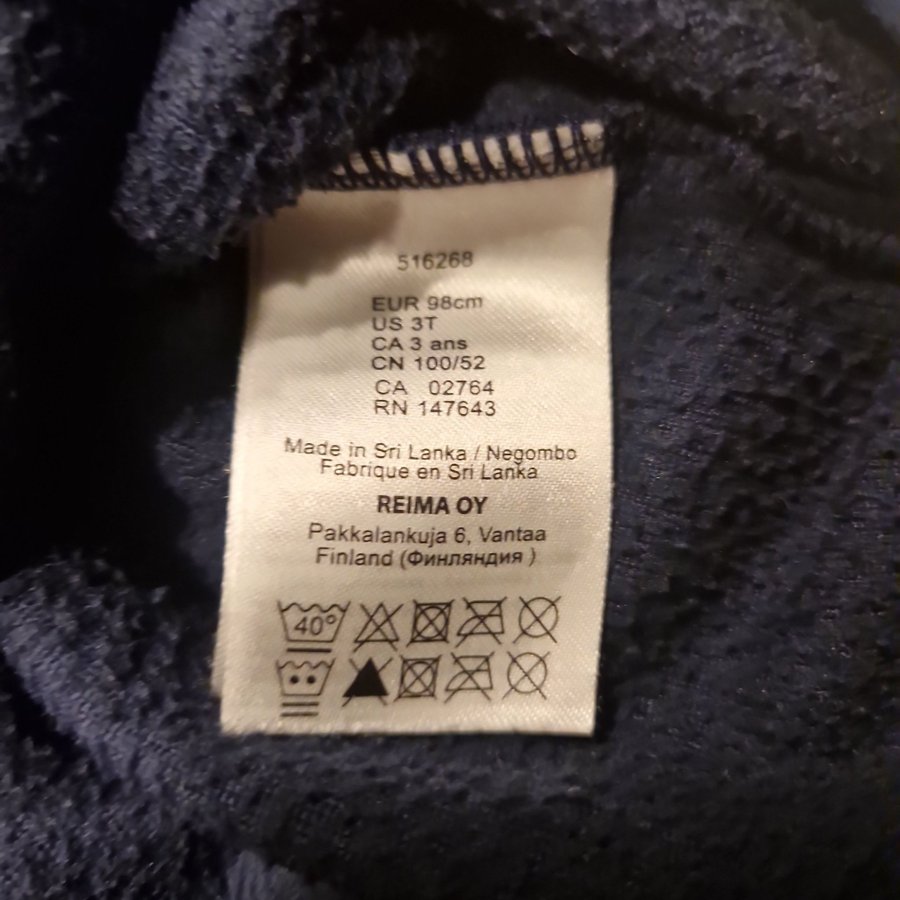 516268
EUR 98cm
US 3T
CA 3 ans
CN 100/52
CA 02764
RN 147643
Made in Sri Lanka / Negombo
Fabrique en Sri Lanka
REIMA OY
Pakkalankuja 6, Vantaa
Finland (Финляндия )
40°